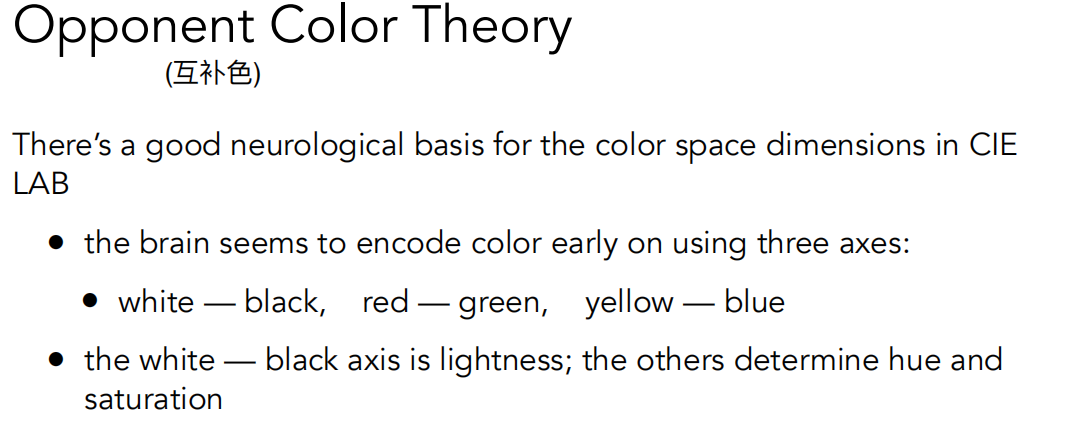 Opponent Color Theory
(互补色)
There’s a good neurological basis for the color space dimensions in CIE
LAB
• the brain seems to encode color early on using three axes:
• white — black, red — green, yellow — blue
• the white — black axis is lightness; the others determine hue and
saturation